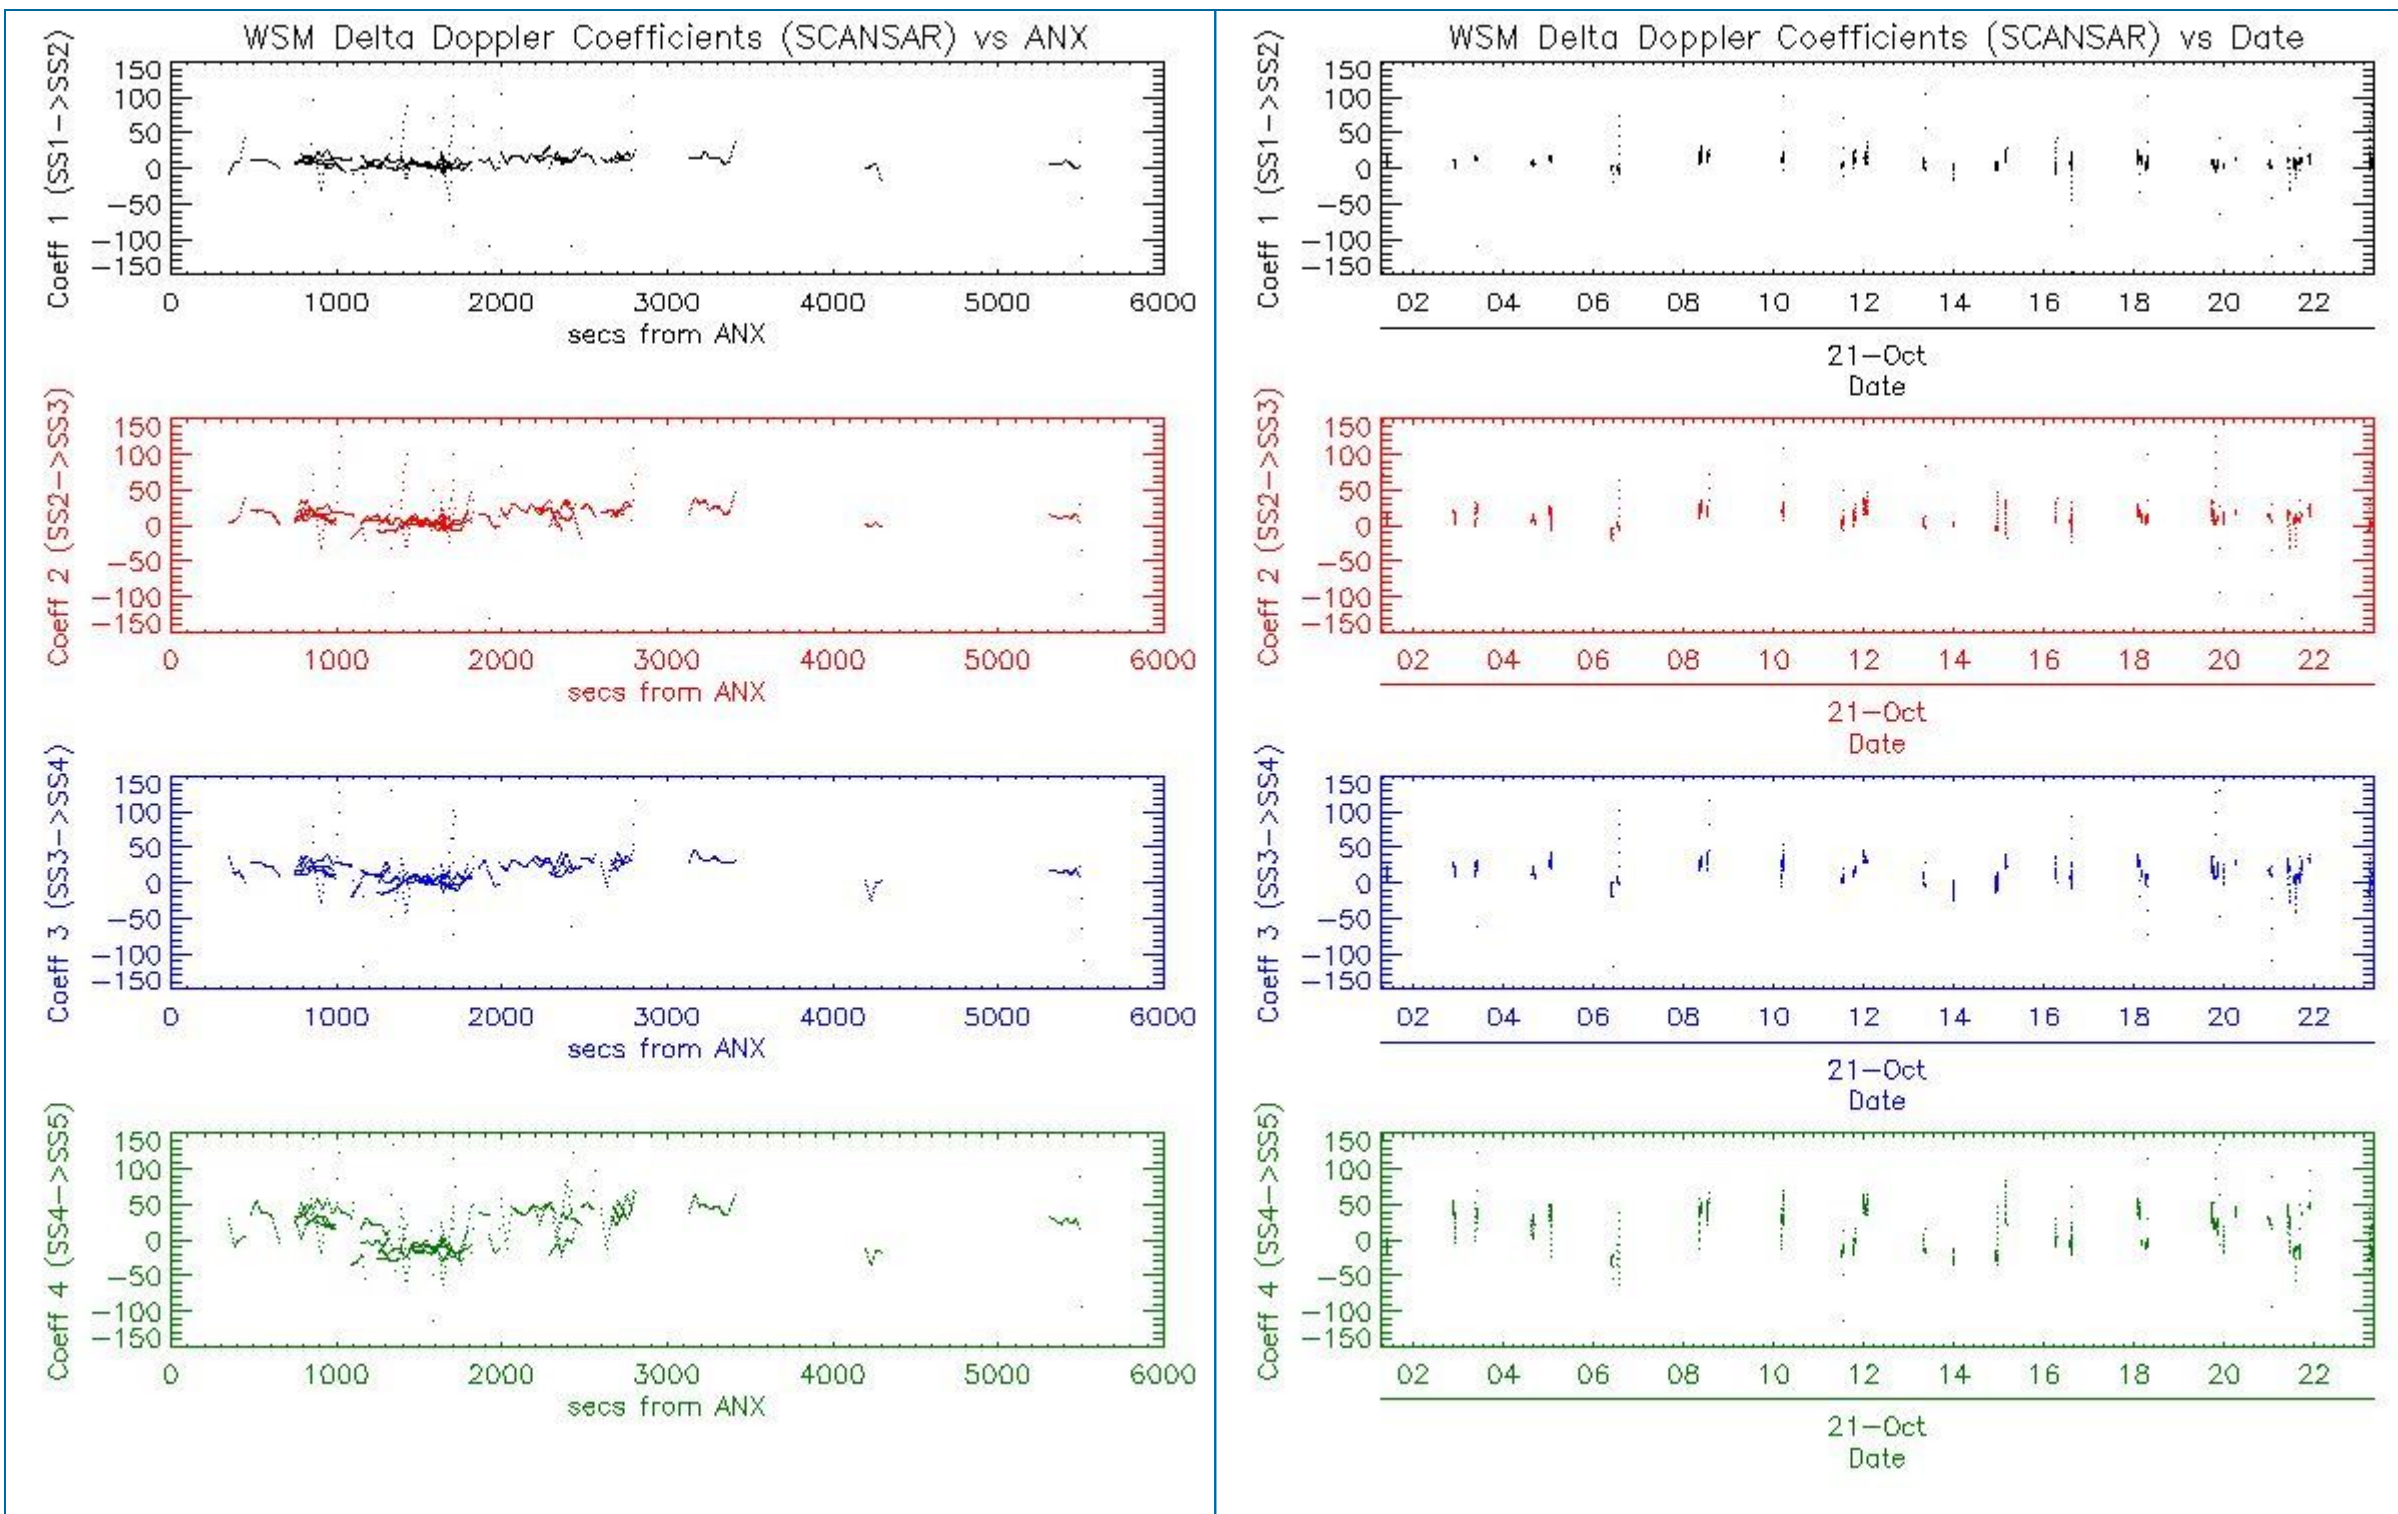 WSM Delta Doppler Coefficients (SCANSAR) vs ANX
Coeff 1 (SS1->SS2)
150
100
50
0
-50
-100
-150
0 1000 2000 3000 4000 5000 6000
secs from ANX
Coeff 2 (SS2->SS3)
150
100
50
0
-50
-100
-150
0 1000 2000 3000 4000 5000 6000
secs from ANX
Coeff 3 (SS3->SS4)
150
100
50
0
-50
-100
-150
0 1000 2000 3000 4000 5000 6000
secs from ANX
Coeff 4 (SS4->SS5)
150
100
50
0
-50
-100
-150
0 1000 2000 3000 4000 5000 6000
secs from ANX
WSM Delta Doppler Coefficients (SCANSAR) vs Date
Coeff 1 (SS1->SS2)
150
100
50
0
-50
-100
-150
02 04 06 08 10 12 14 16 18 20 22
21-Oct
Date
Coeff 2 (SS2->SS3)
150
100
50
0
-50
-100
-150
02 04 06 08 10 12 14 16 18 20 22
21-Oct
Date
Coeff 3 (SS3->SS4)
150
100
50
0
-50
-100
-150
02 04 06 08 10 12 14 16 18 20 22
21-Oct
Date
Coeff 4 (SS4->SS5)
150
100
50
0
-50
-100
-150
02 04 06 08 10 12 14 16 18 20 22
21-Oct
Date